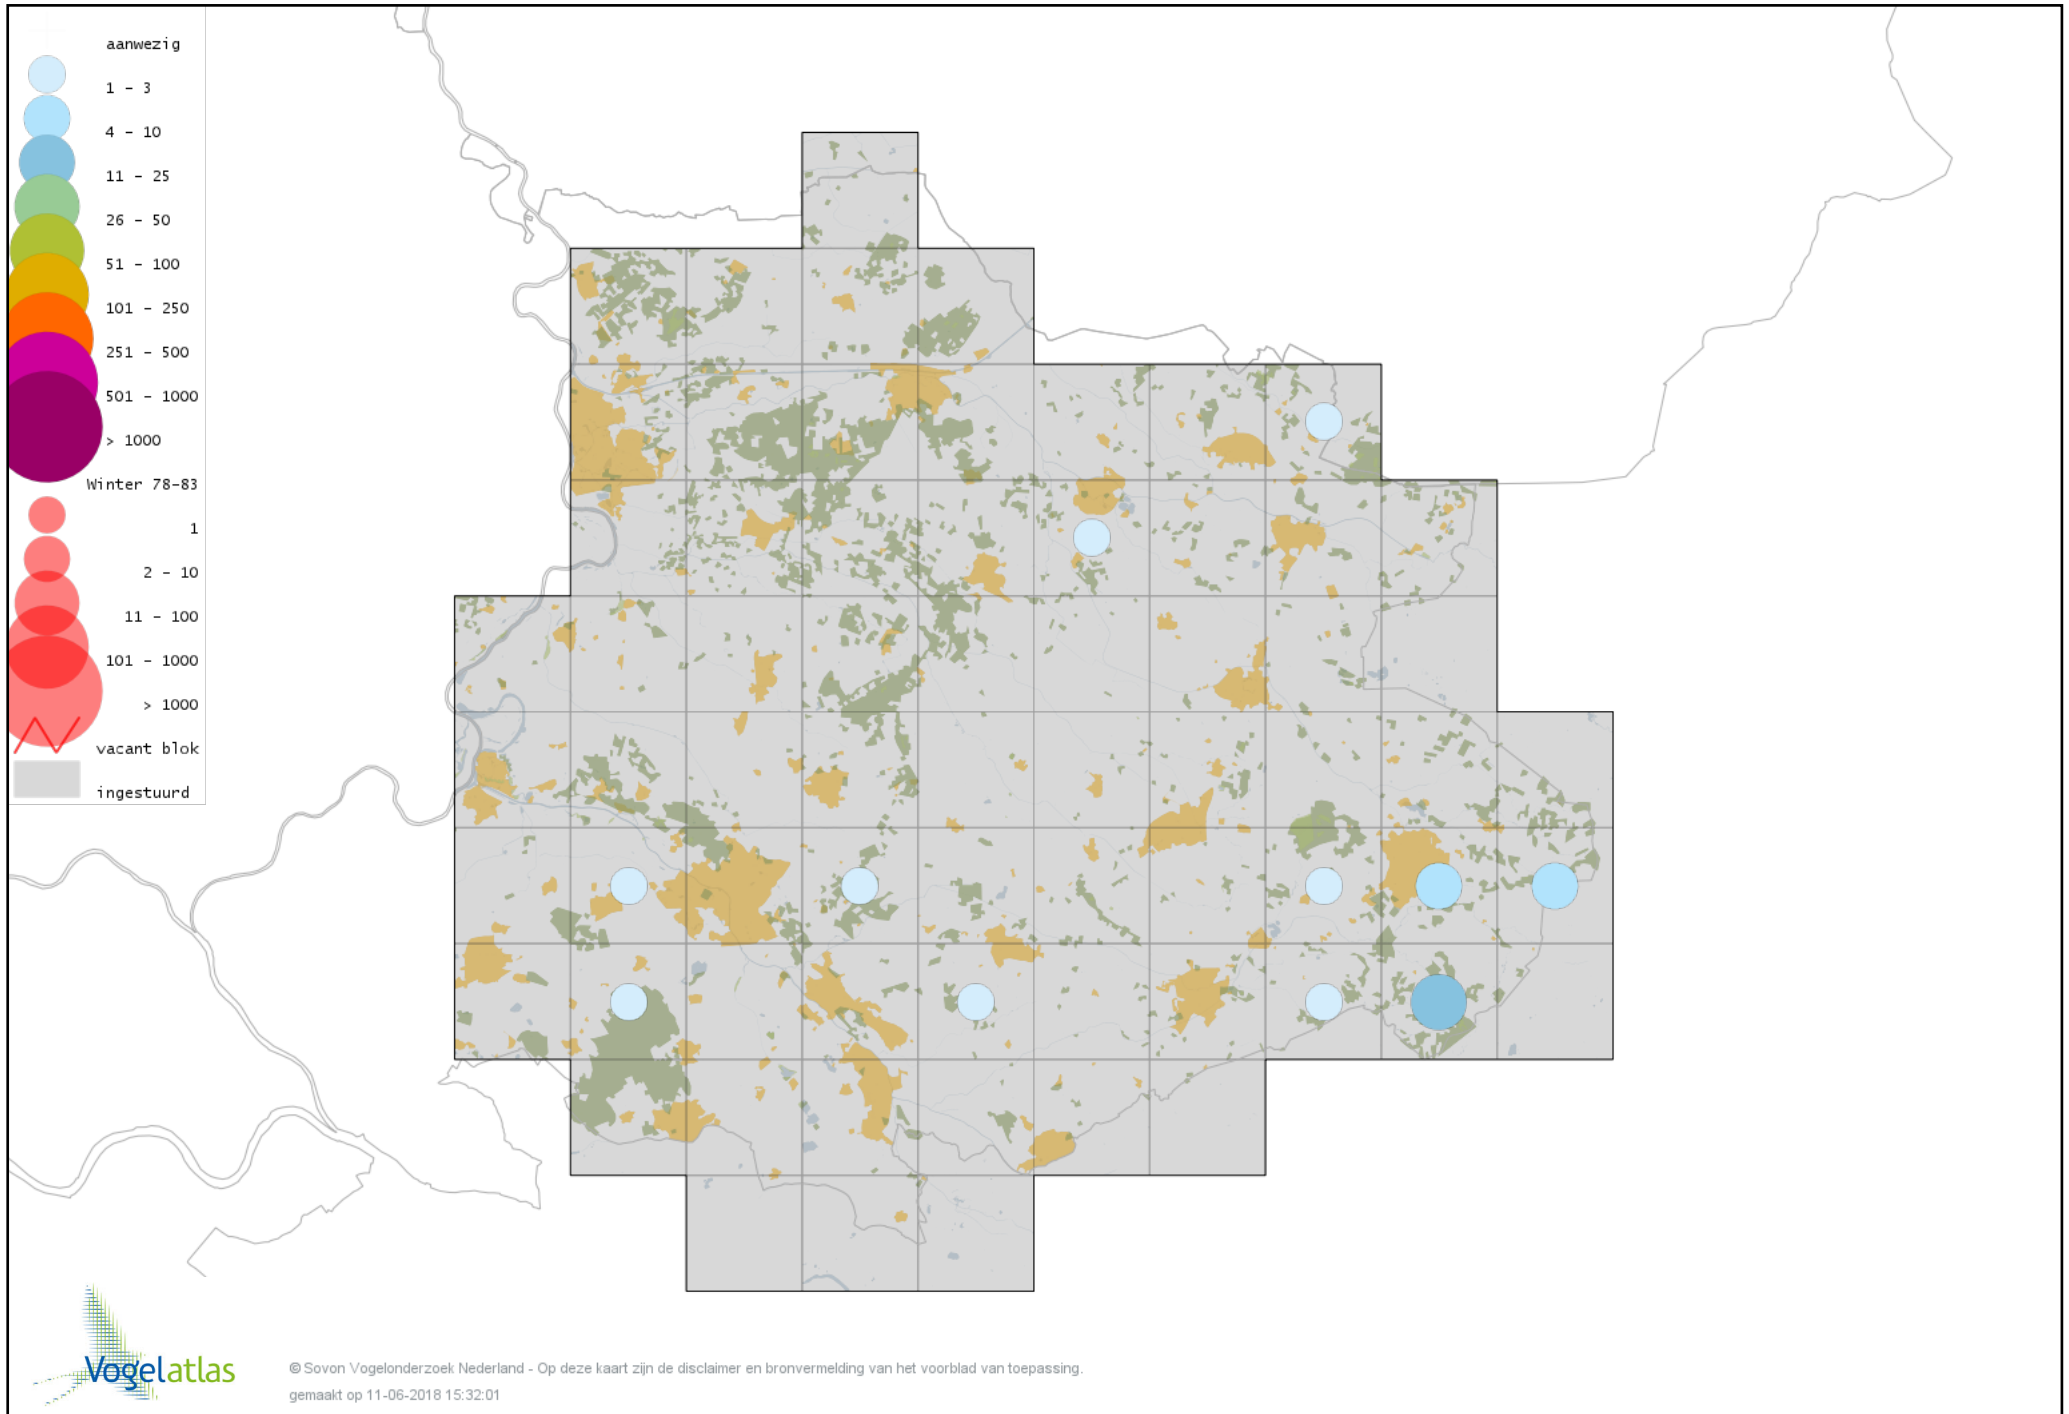 aanwezig
1 – 3
4 – 10
11 – 25
26 – 50
51 – 100
101 – 250
251 – 500
501 – 1000
> 1000
Winter 78-83
1
2 – 10
11 – 100
101 – 1000
> 1000
vacant blok
ingestuurd
Vogelatlas
© Sovon Vogelonderzoek Nederland - Op deze kaart zijn de disclaimer en bronvermelding van het voorblad van toepassing.
gemaakt op 11-06-2018 15:32:01